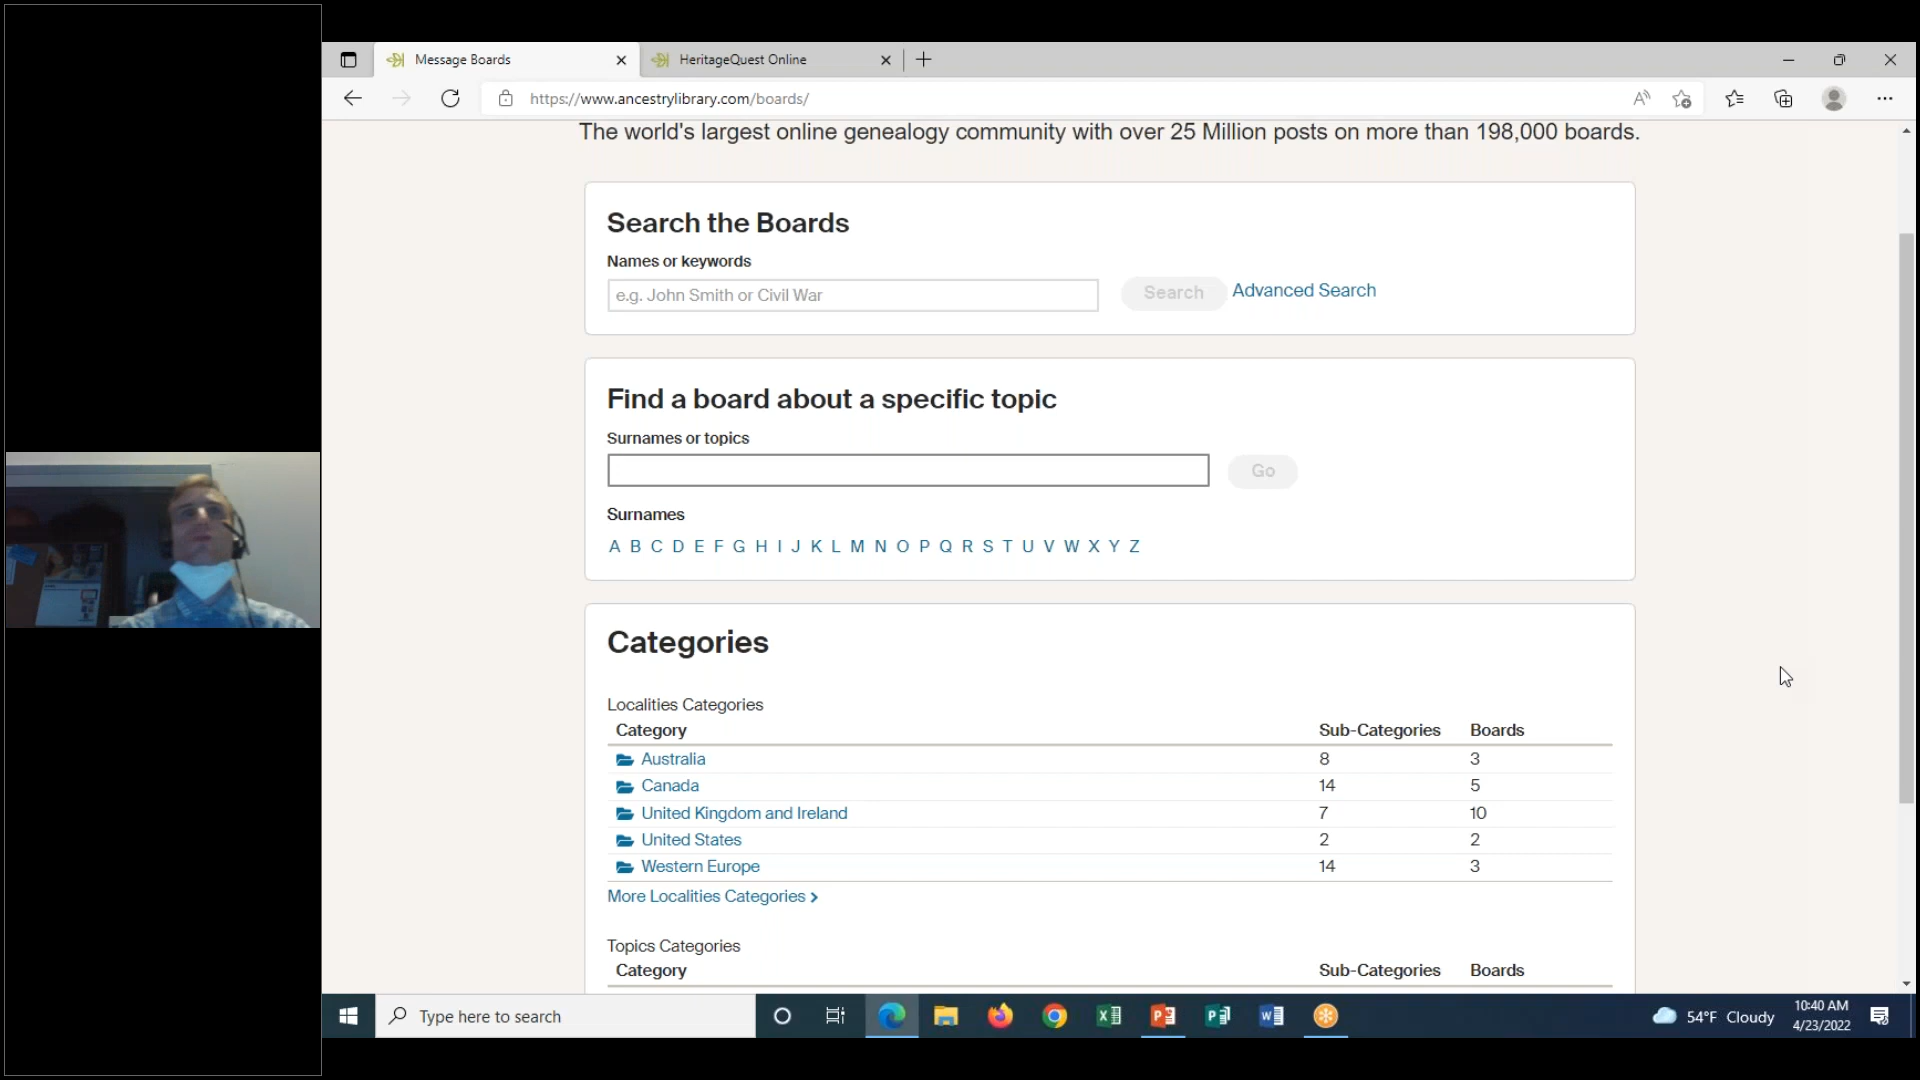 Message Boards
HeritageQuest Online
https://www.ancestrylibrary.com/boards/
The world's largest online genealogy community with over 25 Million posts on more than 198,000 boards.
Search the Boards
Names or keywords
e.g. John Smith or Civil War
Search
Advanced Search
Find a board about a specific topic
Surnames or topics
Go
Surnames
A B C D E F G H I J K L M N O P Q R S T U V W X Y Z
Categories
Localities Categories
Category Sub-Categories Boards
Australia 8 3
Canada 14 5
United Kingdom and Ireland 7 10
United States 2 2
Western Europe 14 3
More Localities Categories >
Topics Categories
Category Sub-Categories Boards
Type here to search
54°F Cloudy
10:40 AM
4/23/2022